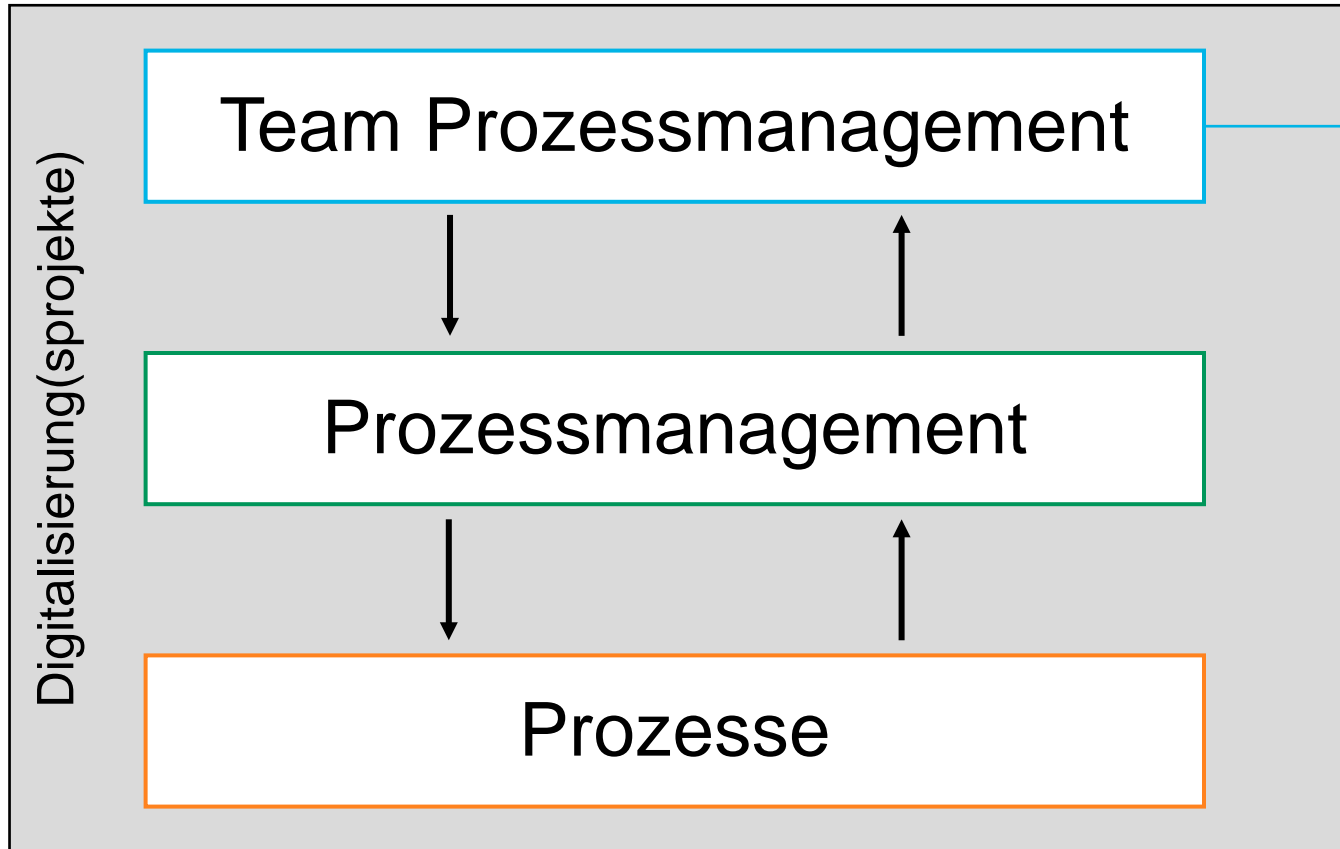 Digitalisierung(sprojekte)
Team Prozessmanagement
Prozessmanagement
Prozesse